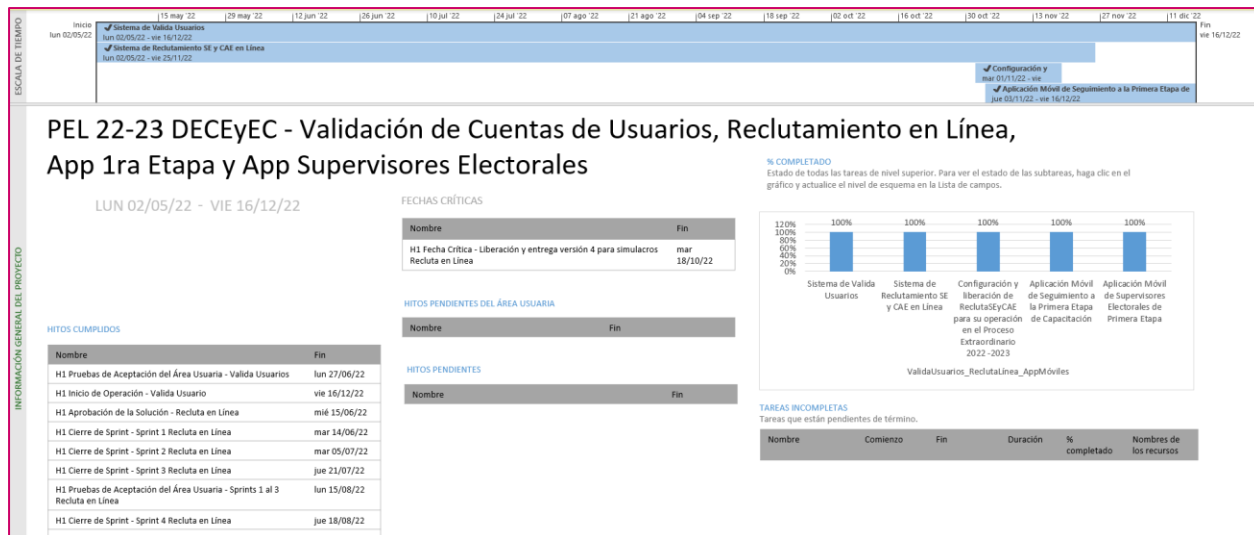 ESCALA DE TIEMPO
|15 may '22 |29 may '22 |12 jun '22 |26 jun '22 |10 jul '22 |24 jul '22 |07 ago '22 |21 ago '22 |04 sep '22 |18 sep '22 |02 oct '22 |16 oct '22 |30 oct '22 |13 nov '22 |27 nov '22 |11 dic '22
Inicio
lun 02/05/22
Sistema de Valida Usuarios
lun 02/05/22 - vie 16/12/22
Fin
vie 16/12/22
Sistema de Reclutamiento SE y CAE en Línea
lun 02/05/22 - vie 25/11/22
Configuración y
mar 01/11/22 - vie
Aplicación Móvil de Seguimiento a la Primera Etapa de
jue 03/11/22 - vie 16/12/22
INFORMACIÓN GENERAL DEL PROYECTO
PEL 22-23 DECEyEC - Validación de Cuentas de Usuarios, Reclutamiento en Línea,
App 1ra Etapa y App Supervisores Electorales
LUN 02/05/22 - VIE 16/12/22
HITOS CUMPLIDOS
Nombre Fin
H1 Pruebas de Aceptación del Área Usuaria - Valida Usuarios lun 27/06/22
H1 Inicio de Operación - Valida Usuario vie 16/12/22
H1 Aprobación de la Solución - Recluta en Línea mié 15/06/22
H1 Cierre de Sprint - Sprint 1 Recluta en Línea mar 14/06/22
H1 Cierre de Sprint - Sprint 2 Recluta en Línea mar 05/07/22
H1 Cierre de Sprint - Sprint 3 Recluta en Línea jue 21/07/22
H1 Pruebas de Aceptación del Área Usuaria - Sprints 1 al 3 lun 15/08/22
Recluta en Línea
H1 Cierre de Sprint - Sprint 4 Recluta en Línea jue 18/08/22
FECHAS CRÍTICAS
Nombre Fin
H1 Fecha Crítica - Liberación y entrega versión 4 para simulacros mar
Recluta en Línea 18/10/22
HITOS PENDIENTES DEL ÁREA USUARIA
Nombre Fin
HITOS PENDIENTES
Nombre Fin
% COMPLETADO
Estado de todas las tareas de nivel superior. Para ver el estado de las subtareas, haga clic en el
gráfico y actualice el nivel de esquema en la Lista de campos.
120%
100%
80%
60%
40%
20%
0%
100% 100% 100% 100% 100%
Sistema de Valida Sistema de Configuración y Aplicación Móvil Aplicación Móvil
Usuarios Reclutamiento SE liberación de de Seguimiento a de Supervisores
y CAE en Línea ReclutaSEyCAE la Primera Etapa Electorales de
para su operación de Capacitación Primera Etapa
en el Proceso
Extraordinario
2022 -2023
ValidaUsuarios_ReclutaLínea_AppMóviles
TAREAS INCOMPLETAS
Tareas que están pendientes de término.
Nombre Comienzo Fin Duración % Nombres de
completado los recursos